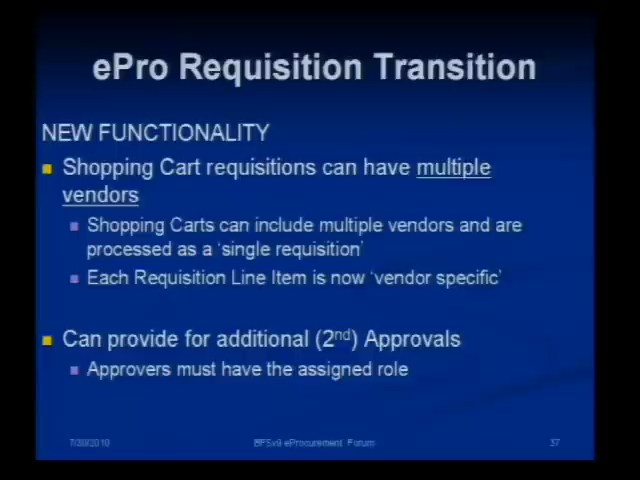 ePro Requisition Transition
NEW FUNCTIONALITY
Shopping Cart requisitions can have multiple
vendors
Shopping Carts can include multiple vendors and are
processed as a 'single requisition'
Each Requisition Line Item is now 'vendor specific'
Can provide for additional (2nd) Approvals
Approvers must have the assigned role
7/30/2010 BFSv9 eProcurement Forum 37